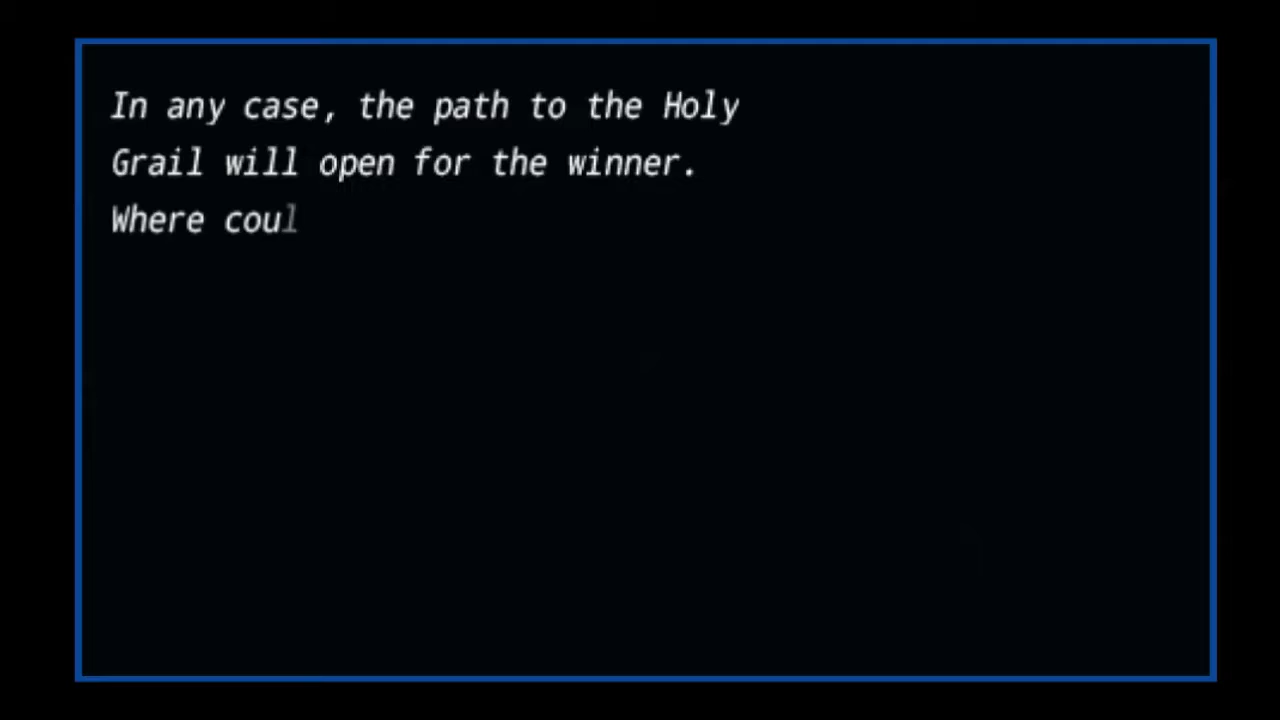 In any case, the path to the Holy
Grail will open for the winner.
Where coul